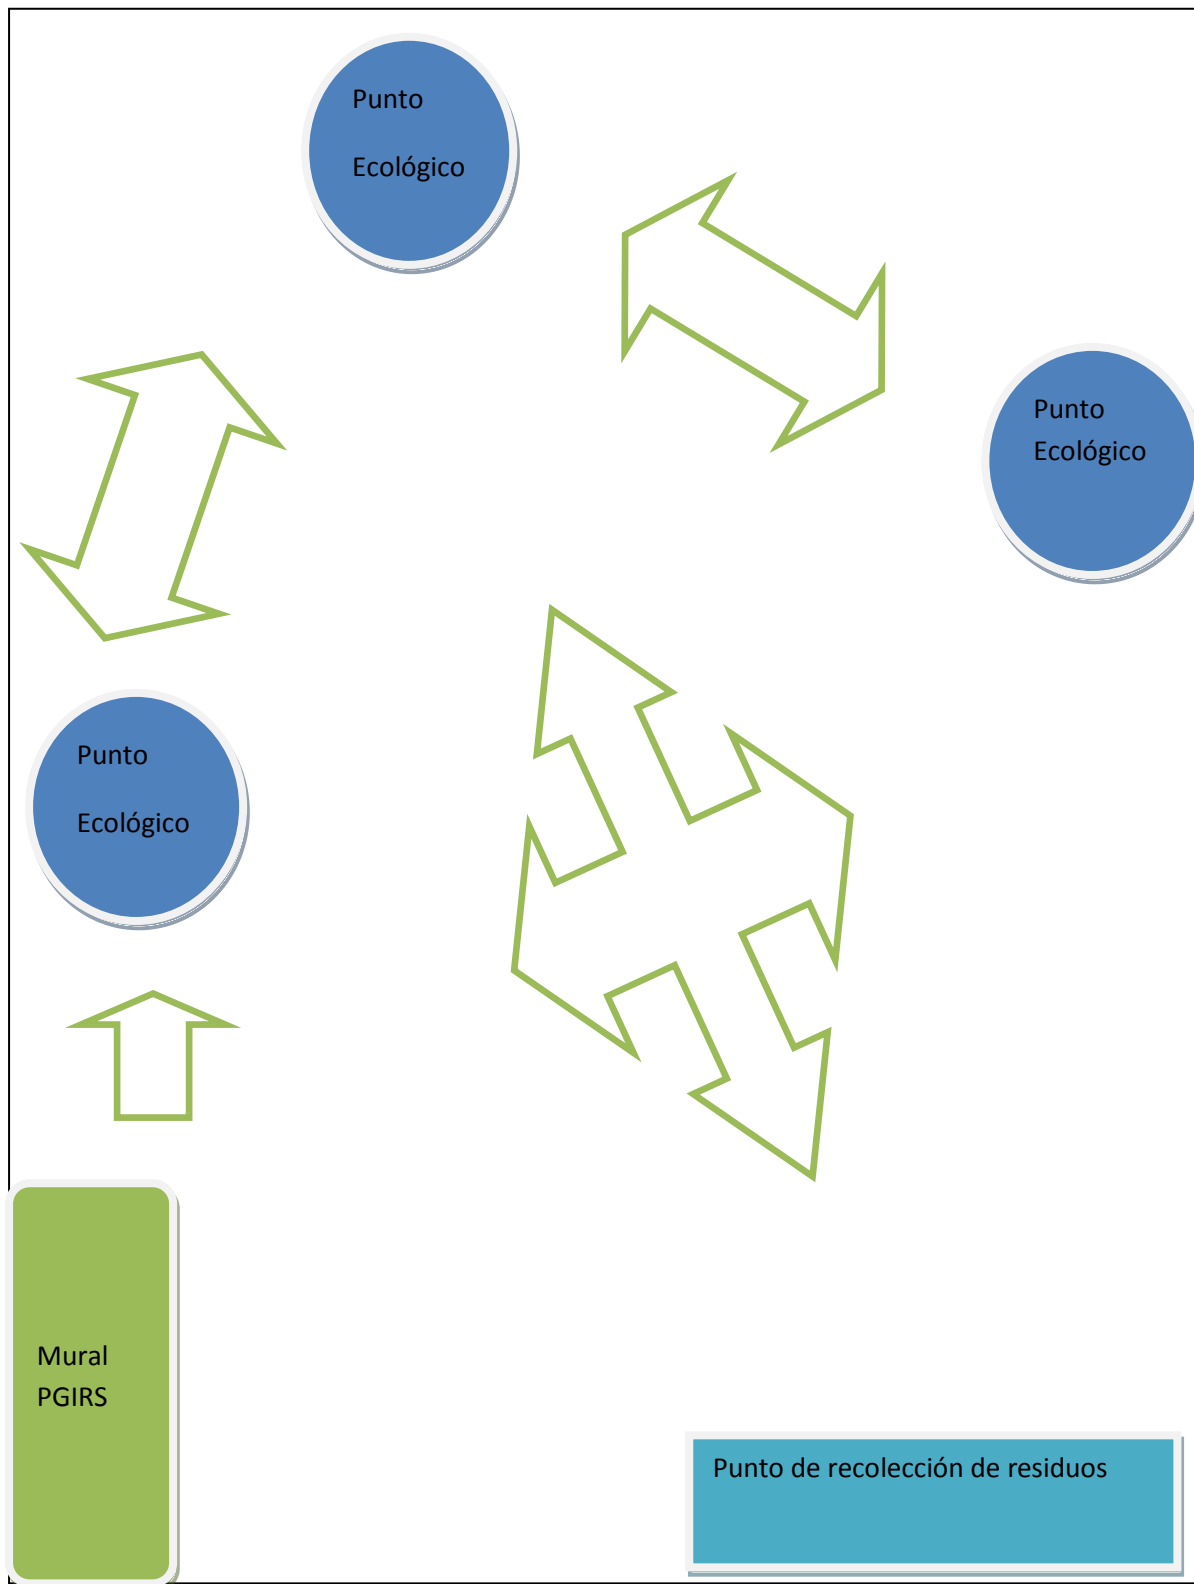 Punto
Ecológico
Punto
Ecológico
Punto
Ecológico
Mural
PGIRS
Punto de recolección de residuos